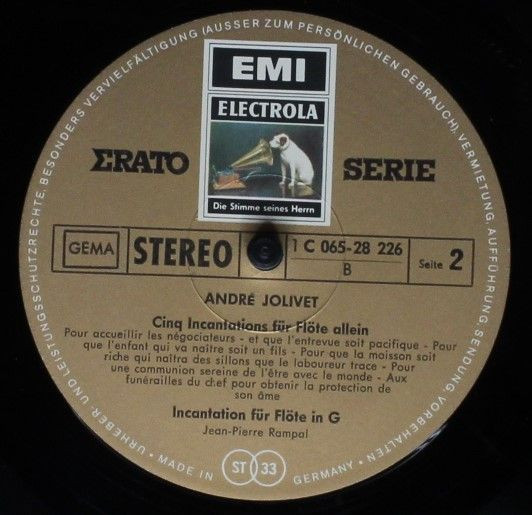 URHEBER- UND LEISTUNGSSCHUTZRECHTE, BESONDERS VERVIELFÄLTIGUNG (AUSSER ZUM PERSÖNLICHEN GEBRAUCH), VERMIETUNG, AUFFÜHRUNG, SENDUNG, VORBEHALTEN
EMI
ELECTROLA
Die Stimme seines Herrn
ERATO SERIE
GEMA STEREO 1 C 065-28 226 Seite 2
B
ANDRÉ JOLIVET
Cinq Incantations für Flöte allein
Pour accueillir les négociateurs - et que l'entrevue soit pacifique - Pour
que l'enfant qui va naître soit un fils - Pour que la maison soit
riche qui naîtra des sillons que le laboureur trace - Pour
une communion sereine de l'être avec le monde - Aux
funérailles du chef pour obtenir la protection de
son âme
Incantation für Flöte in G
Jean-Pierre Rampal
• MADE IN ST 33 GERMANY •